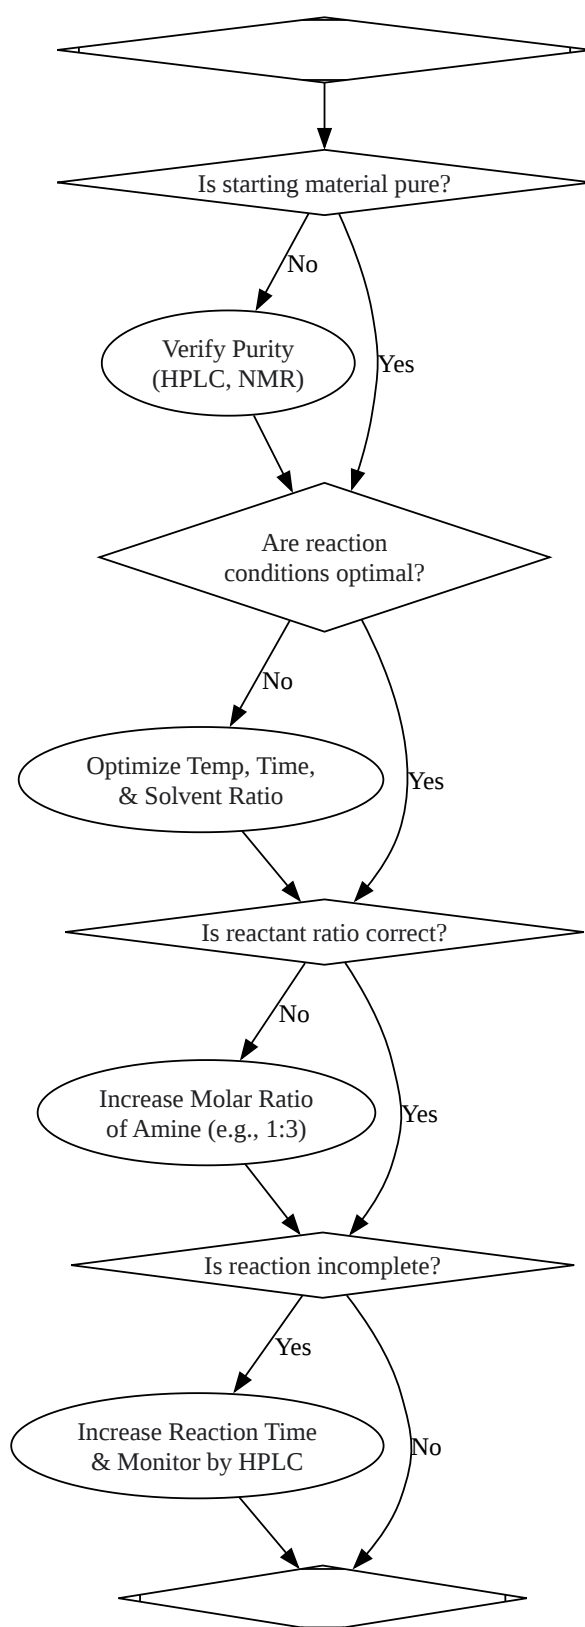 Is starting material pure?
No
Verify Purity
(HPLC, NMR)
Yes
Are reaction
conditions optimal?
No
Optimize Temp, Time,
& Solvent Ratio
Yes
Is reactant ratio correct?
No
Increase Molar Ratio
of Amine (e.g., 1:3)
Yes
Is reaction incomplete?
Yes
Increase Reaction Time
& Monitor by HPLC
No